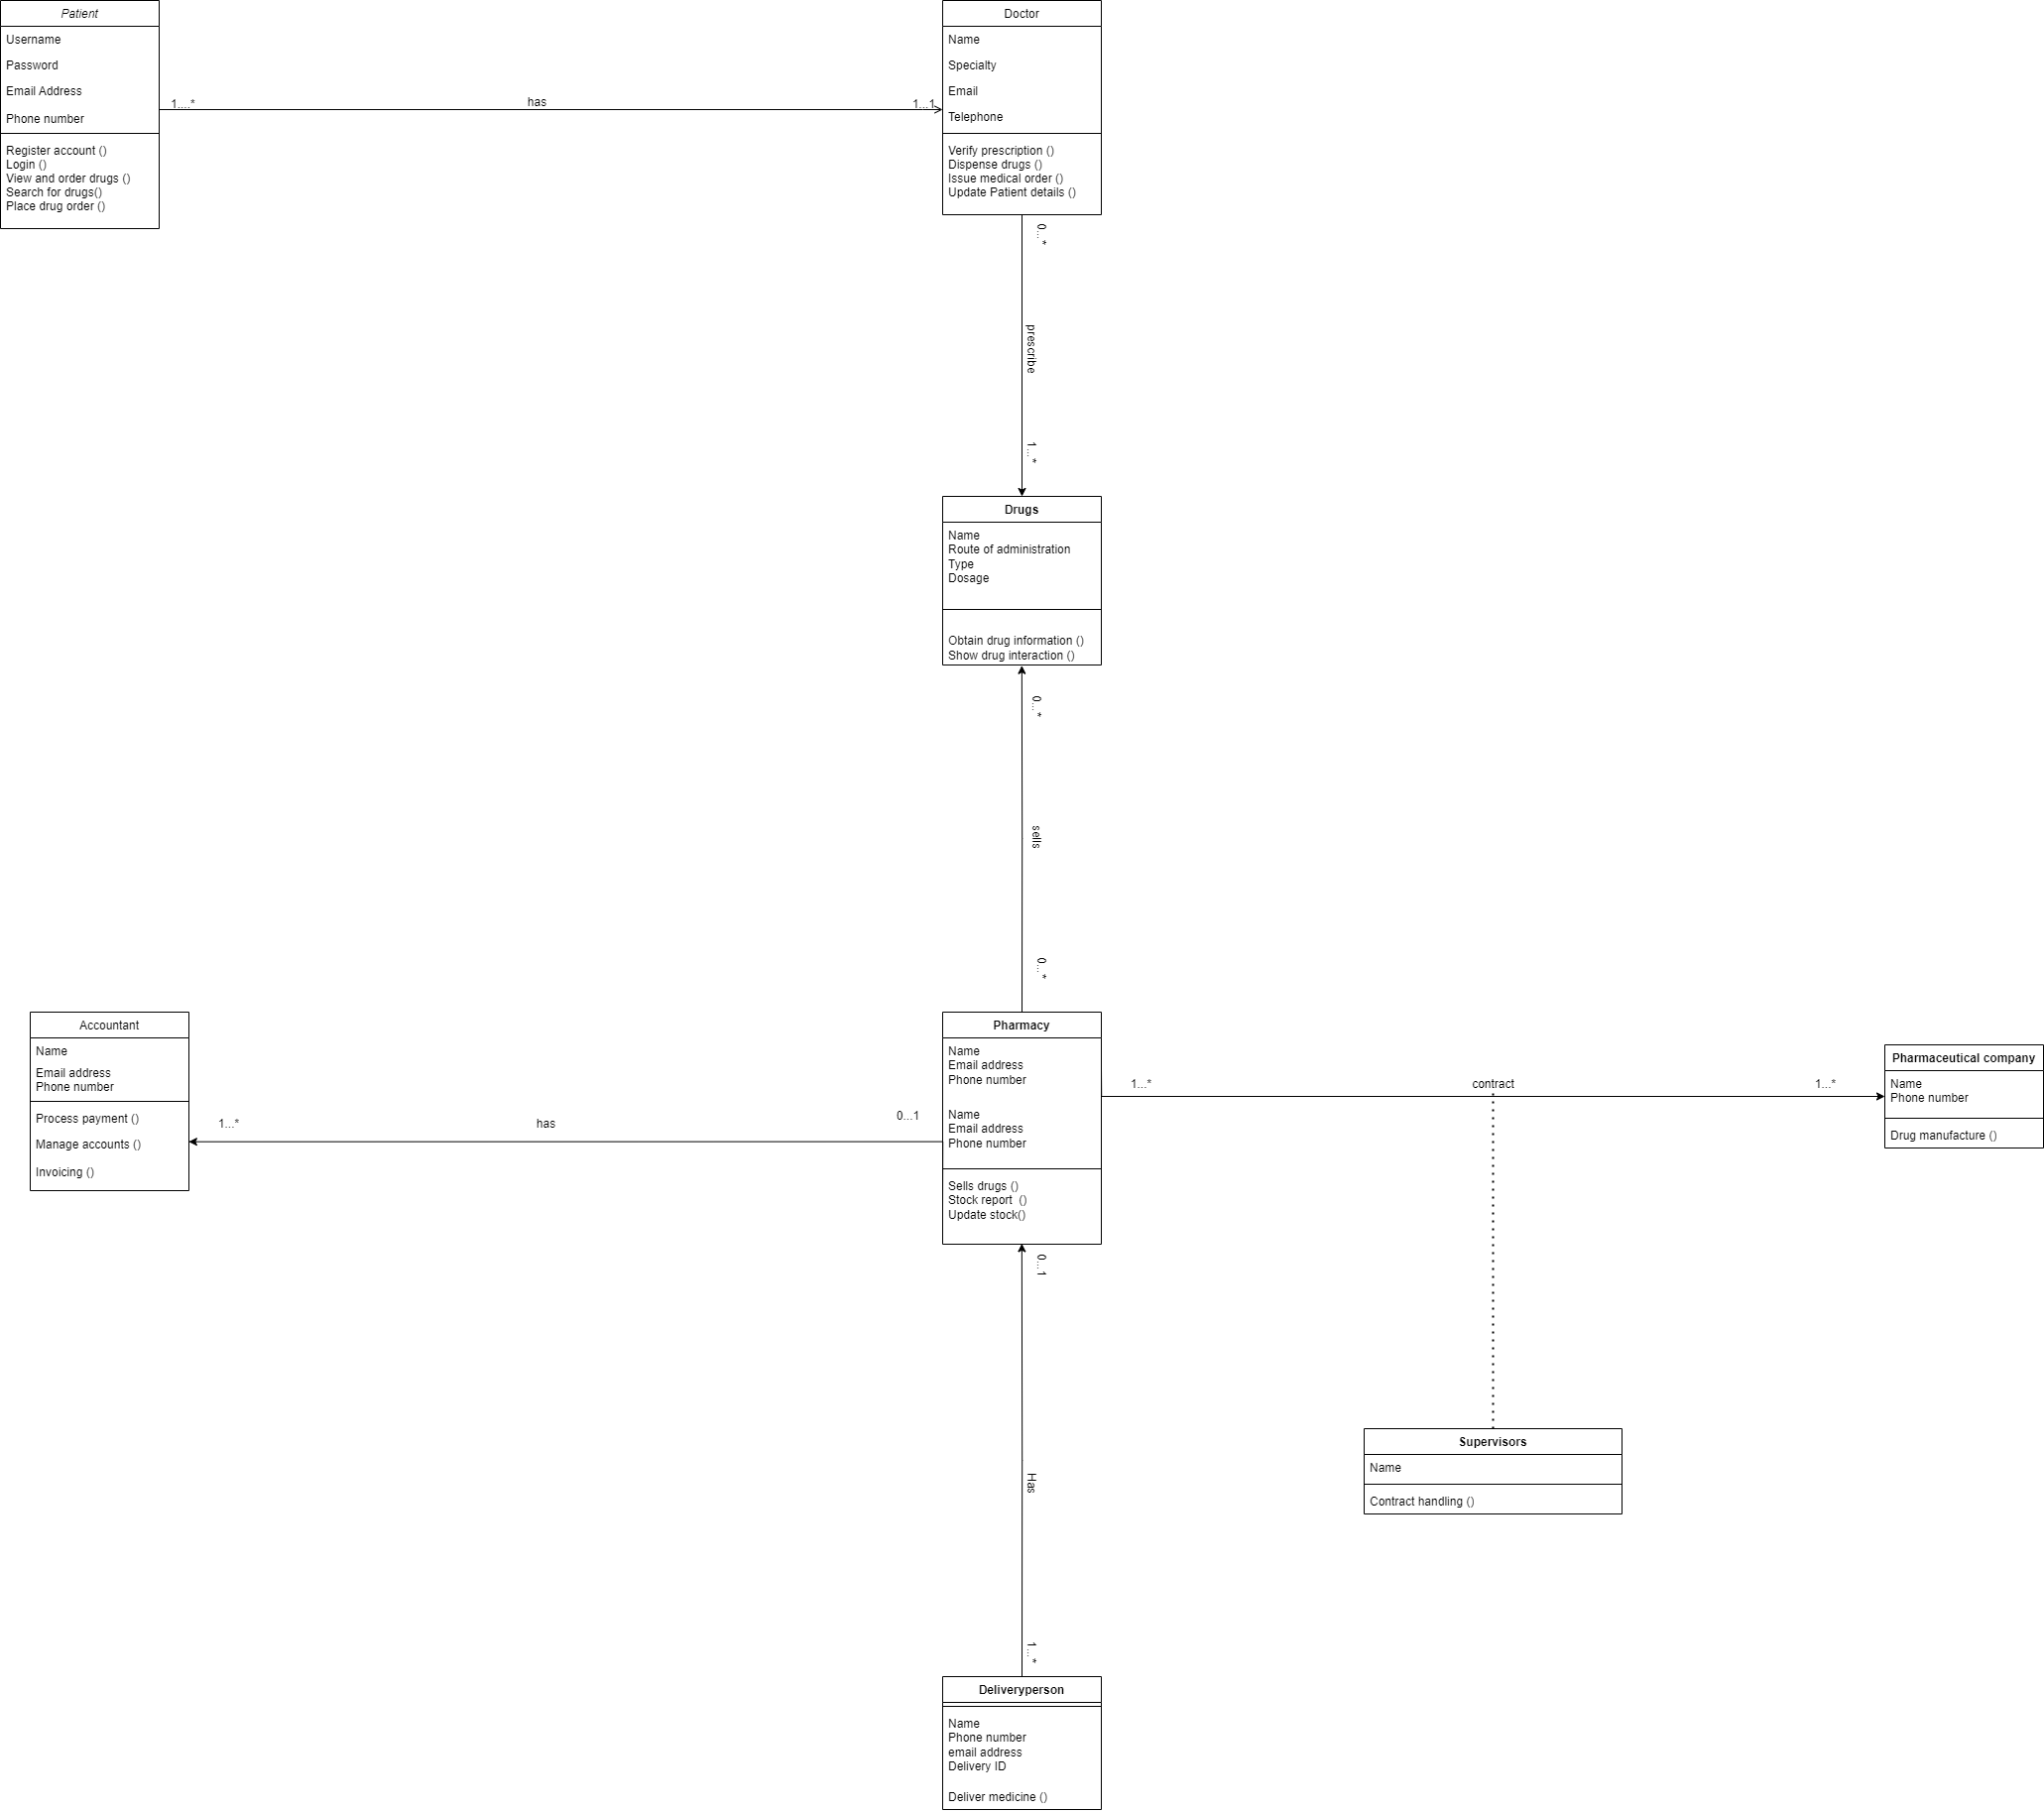 Patient
Username
Password
Email Address
Phone number
Register account ()
Login ()
View and order drugs ()
Search for drugs()
Place drug order ()
1....*
has
1...1
Doctor
Name
Specialty
Email
Telephone
Verify prescription ()
Dispense drugs ()
Issue medical order ()
Update Patient details ()
0...*
prescribe
1...*
Drugs
Name
Route of administration
Type
Dosage
Obtain drug information ()
Show drug interaction ()
0...*
sells
0...*
Accountant
Name
Email address
Phone number
Process payment ()
Manage accounts ()
Invoicing ()
1...*
has
0...1
Pharmacy
Name
Email address
Phone number
Name
Email address
Phone number
Sells drugs ()
Stock report  ()
Update stock()
1...*
contract
1...*
Pharmaceutical company
Name
Phone number
Drug manufacture ()
0...1
Has
1...*
Supervisors
Name
Contract handling ()
Deliveryperson
Name
Phone number
email address
Delivery ID
Deliver medicine ()